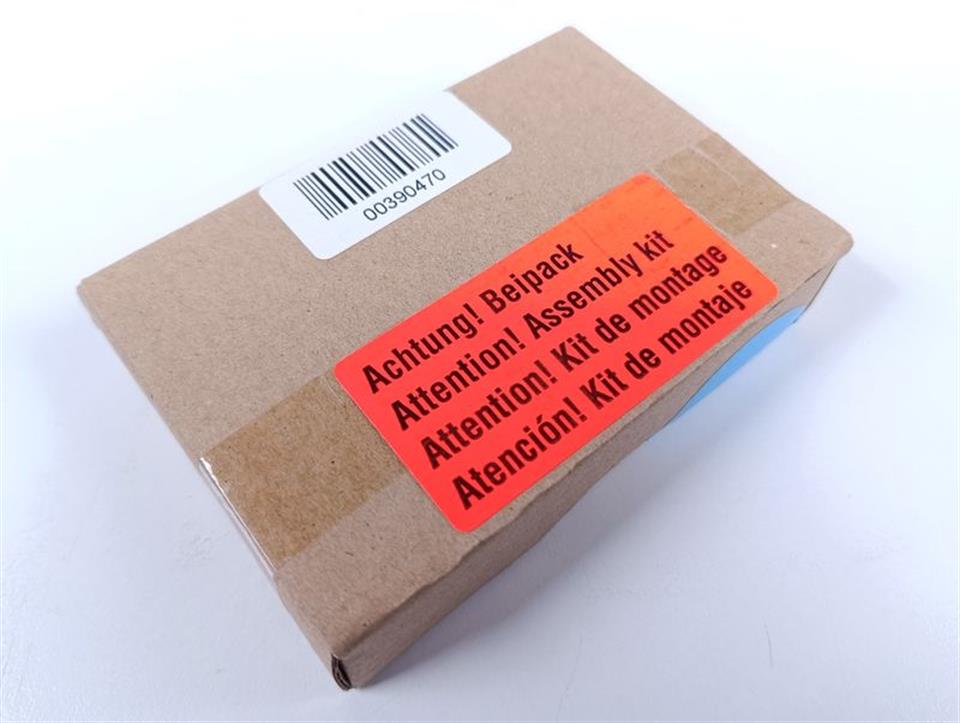 00390470
Achtung! Beipack
Attention! Assembly kit
Attention! Kit de montage
Atención! Kit de montaje